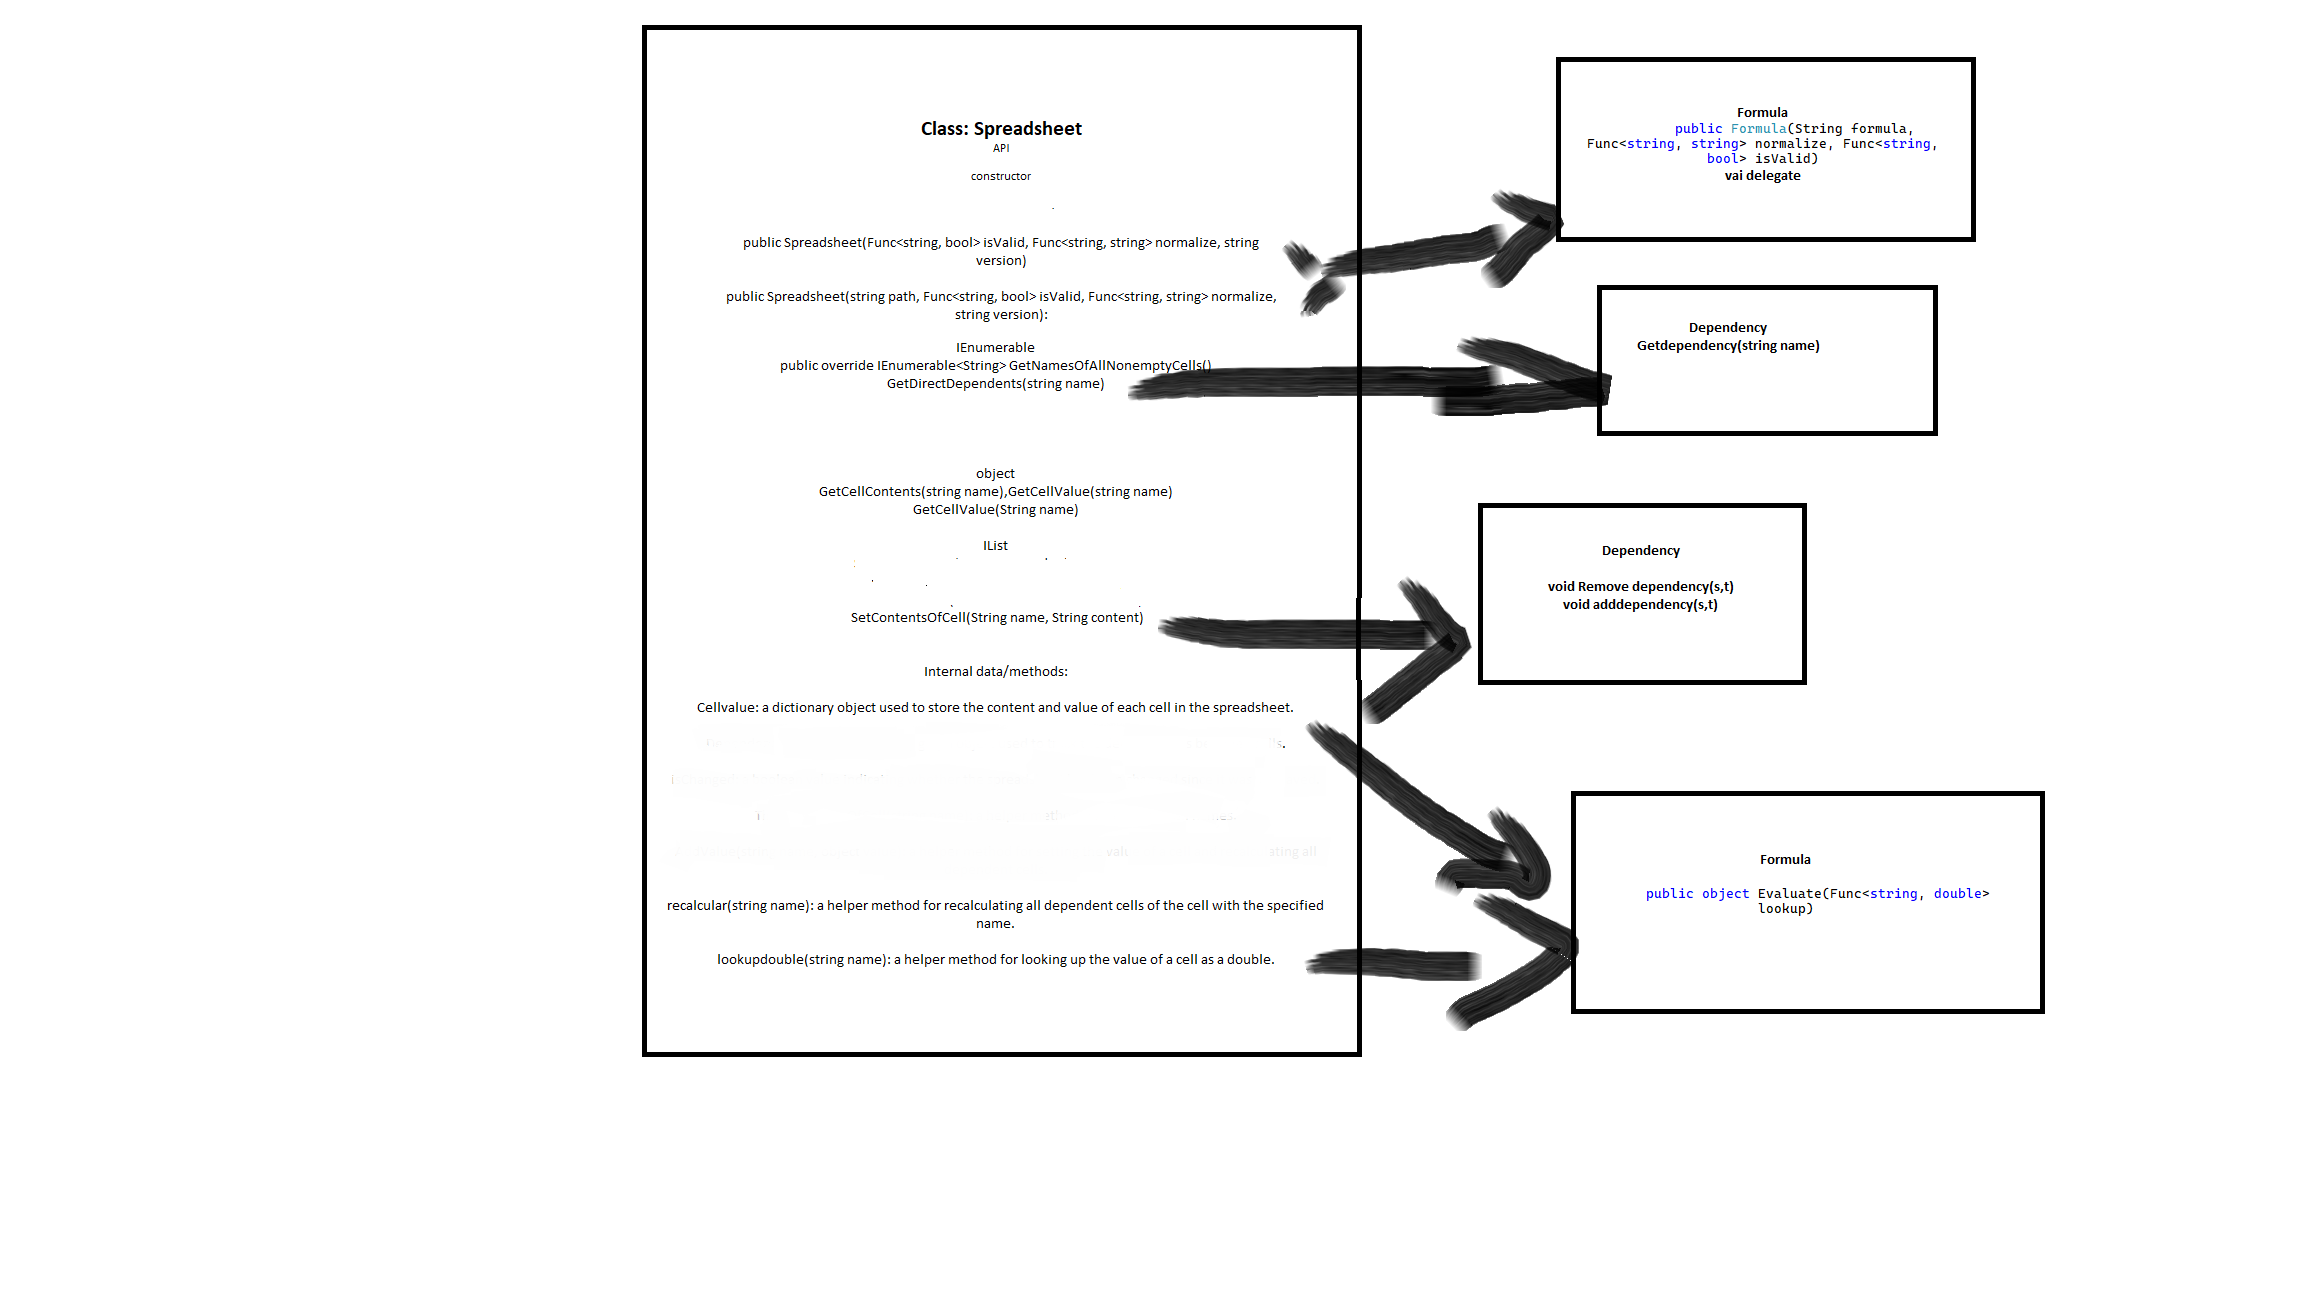 Class: Spreadsheet
API
constructor
public Spreadsheet(Func<string, bool> isValid, Func<string, string> normalize, string
version)
public Spreadsheet(string path, Func<string, bool> isValid, Func<string, string> normalize,
string version):
IEnumerable
public override IEnumerable<String> GetNamesOfAllNonemptyCells()
GetDirectDependents(string name)
object
GetCellContents(string name),GetCellValue(string name)
GetCellValue(String name)
IList
SetContentsOfCell(String name, String content)
Internal data/methods:
Cellvalue: a dictionary object used to store the content and value of each cell in the spreadsheet.
recalcular(string name): a helper method for recalculating all dependent cells of the cell with the specified
name.
lookupdouble(string name): a helper method for looking up the value of a cell as a double.
Formula
public Formula(String formula,
Func<string, string> normalize, Func<string,
bool> isValid)
vai delegate
Dependency
Getdependency(string name)
Dependency
void Remove dependency(s,t)
void adddependency(s,t)
Formula
public object Evaluate(Func<string, double>
lookup)